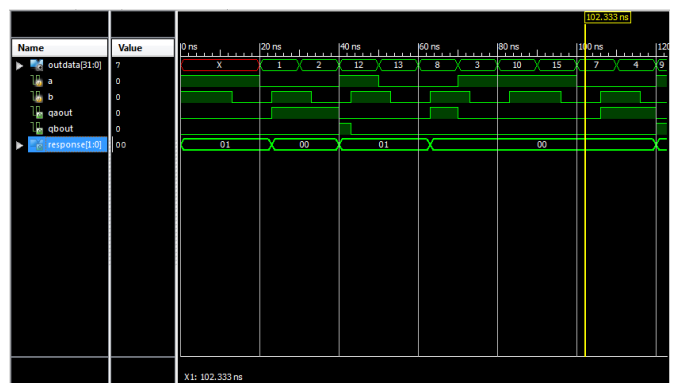 102.333 ns
Name Value 0 ns 20 ns 40 ns 60 ns 80 ns 100 ns 120
outdata[31:0] 7 X 1 2 12 13 8 3 10 15 7 4 9
a 0
b 0
qaout 0
qbout 0
response[1:0] 00 01 00 01 00
X1: 102.333 ns